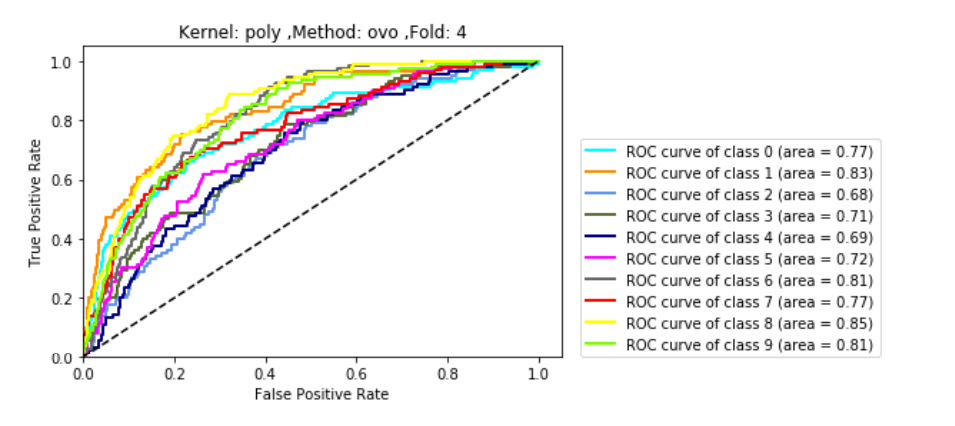 Kernel: poly ,Method: ovo ,Fold: 4
1.0
0.8
0.6
0.4
0.2
0.0
True Positive Rate
0.0 0.2 0.4 0.6 0.8 1.0
False Positive Rate
ROC curve of class 0 (area = 0.77)
ROC curve of class 1 (area = 0.83)
ROC curve of class 2 (area = 0.68)
ROC curve of class 3 (area = 0.71)
ROC curve of class 4 (area = 0.69)
ROC curve of class 5 (area = 0.72)
ROC curve of class 6 (area = 0.81)
ROC curve of class 7 (area = 0.77)
ROC curve of class 8 (area = 0.85)
ROC curve of class 9 (area = 0.81)